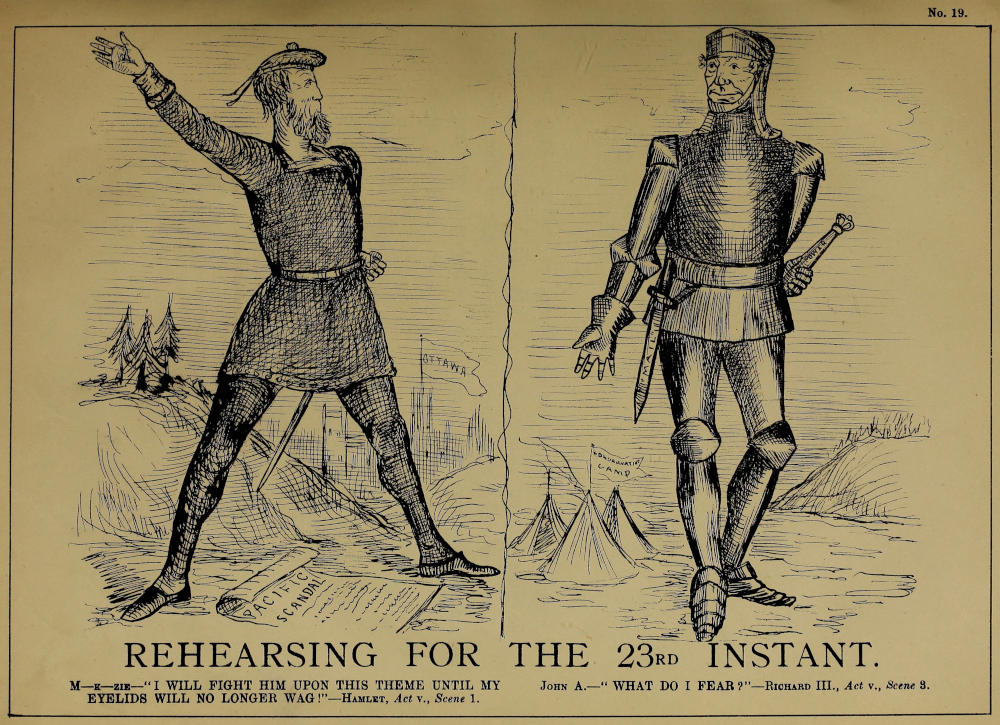 No. 19.
OTTAWA
PACIFIC
SCANDAL
CONSERVATIVE
CAMP
REHEARSING FOR THE 23RD INSTANT.
M—K—ZIE—"I WILL FIGHT HIM UPON THIS THEME UNTIL MY
EYELIDS WILL NO LONGER WAG!"—HAMLET, Act V., Scene 1.
JOHN A.—"WHAT DO I FEAR?"—RICHARD III., Act V., Scene 3.